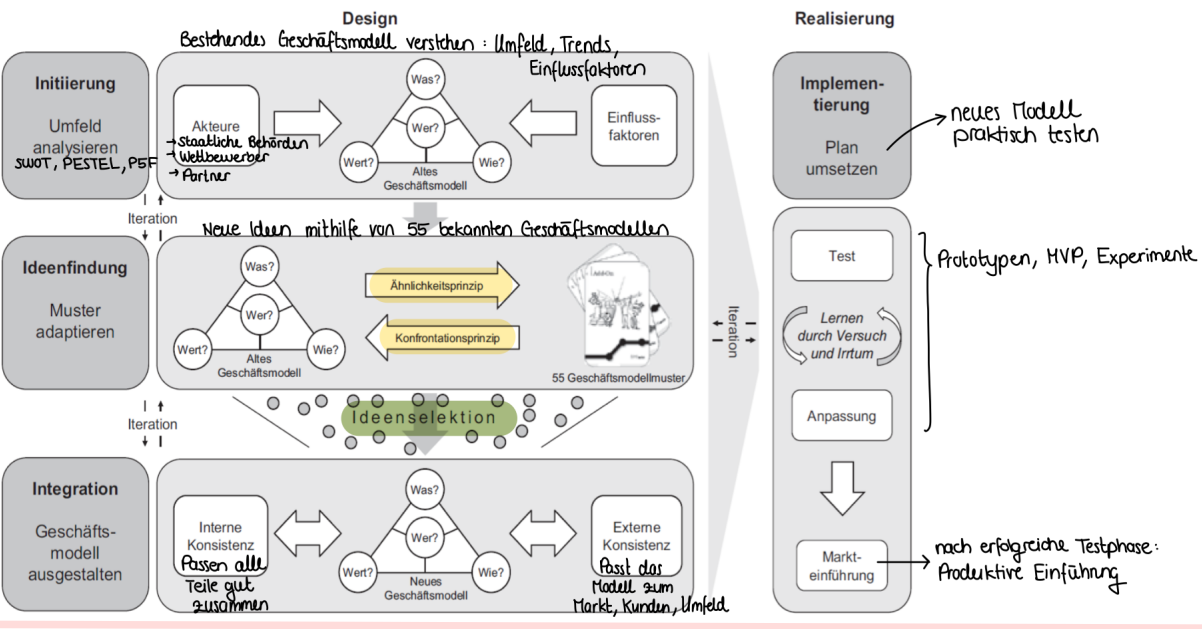 Design
Realisierung
Bestehendes Geschäftsmodell verstehen : Umfeld, Trends,
Einflussfaktoren
Initiierung
Umfeld
analysieren
SWOT, PESTEL, P5F
Akteure
→ Staatliche Behörden
→ Wettbewerber
→ Partner
Was?
Wer?
Wert?
Wie?
Altes
Geschäftsmodell
Einfluss-
faktoren
Iteration
Neue Ideen mithilfe von 55 bekannten Geschäftsmodellen
Ideenfindung
Muster
adaptieren
Was?
Wer?
Wert?
Wie?
Altes
Geschäftsmodell
Ähnlichkeitsprinzip
Konfrontationsprinzip
Add-On
55 Geschäftsmodellmuster
Iteration
Ideenselektion
Integration
Geschäfts-
modell
ausgestalten
Interne
Konsistenz
Passen alle
Teile gut
zusammen
Was?
Wer?
Wert?
Wie?
Neues
Geschäftsmodell
Externe
Konsistenz
Passt das
Modell zum
Markt, Kunden, Umfeld
Iteration
Implemen-
tierung
Plan
umsetzen
neues Modell
praktisch testen
Test
Lernen
durch Versuch
und Irrtum
Anpassung
Prototypen, MVP, Experimente
Markt-
einführung
nach erfolgreiche Testphase:
Produktive Einführung